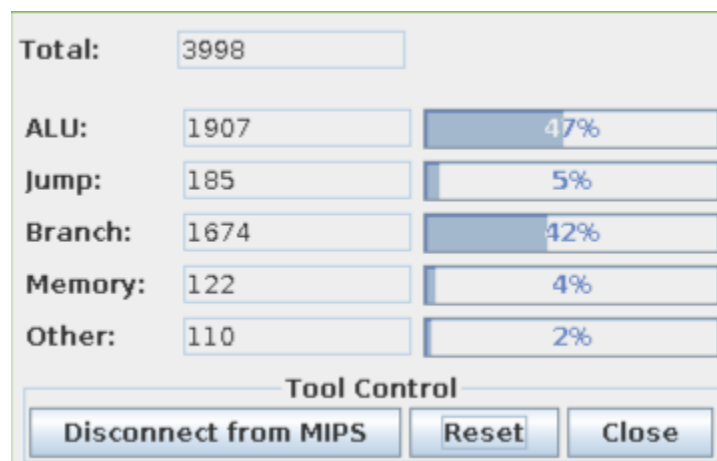 Total: 3998
ALU: 1907 47%
Jump: 185 5%
Branch: 1674 42%
Memory: 122 4%
Other: 110 2%
Tool Control
Disconnect from MIPS Reset Close